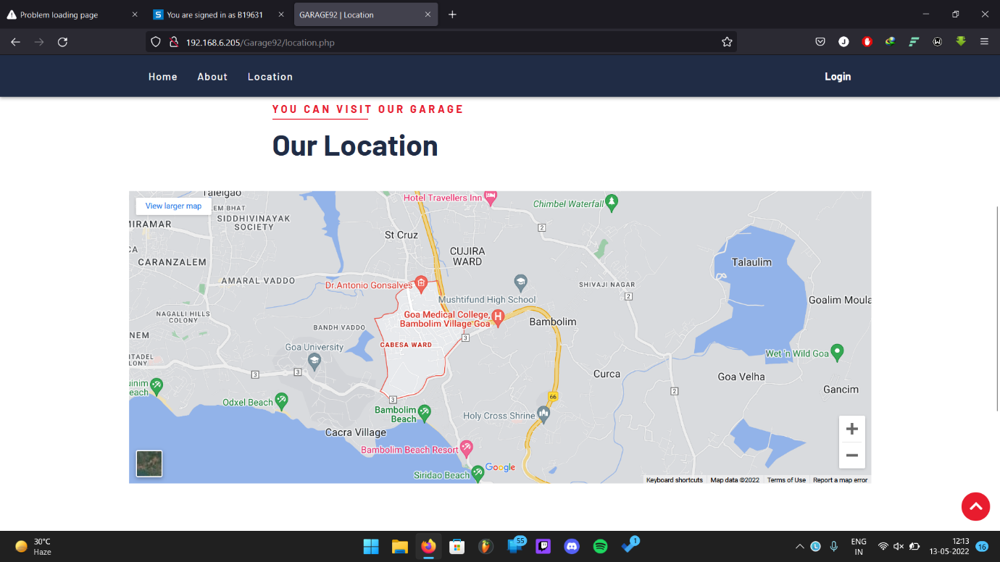 Problem loading page
You are signed in as B19631
GARAGE92 | Location
192.168.6.205/Garage92/location.php
Home
About
Location
Login
YOU CAN VISIT OUR GARAGE
Our Location
View larger map
Taleigao
EM BHAT
SIDDHIVINAYAK
SOCIETY
MIRAMAR
CA
CARANZALEM
AMARAL VADDO
NAGALLI HILLS
COLONY
NEM
ITADEL
COLONY
uinim
each
Odxel Beach
Goa University
BANDH VADDO
St Cruz
Hotel Travellers Inn
CUJIRA
WARD
Chimbel Waterfall
2
Dr.Antonio Gonsalves
Mushtifund High School
SHIVAJI NAGAR
2
Talaulim
Goalim Moula
Goa Medical College,
Bambolim Village Goa
Bambolim
3
CABESA WARD
3
3
3
Wet 'n Wild Goa
Curca
Goa Velha
2
Gancim
66
Bambolim
Beach
Holy Cross Shrine
Cacra Village
Bambolim Beach Resort
Siridao Beach
Google
Keyboard shortcuts
Map data ©2022
Terms of Use
Report a map error
30°C
Haze
55
1
ENG
IN
12:13
13-05-2022
16